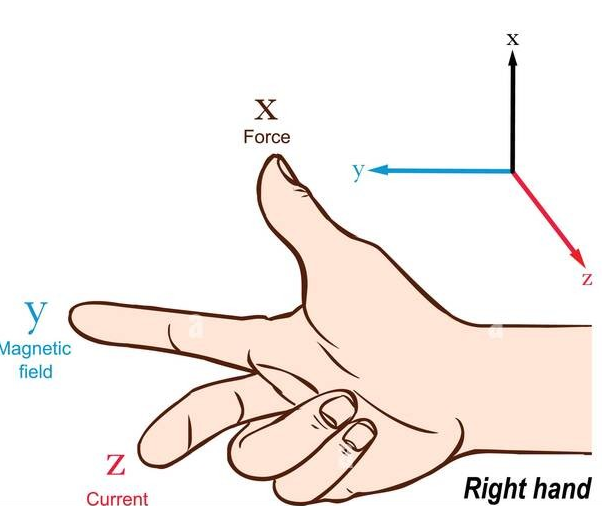 x
X
Force
y
z
y
Magnetic
field
z
Current
Right hand
a
a
a